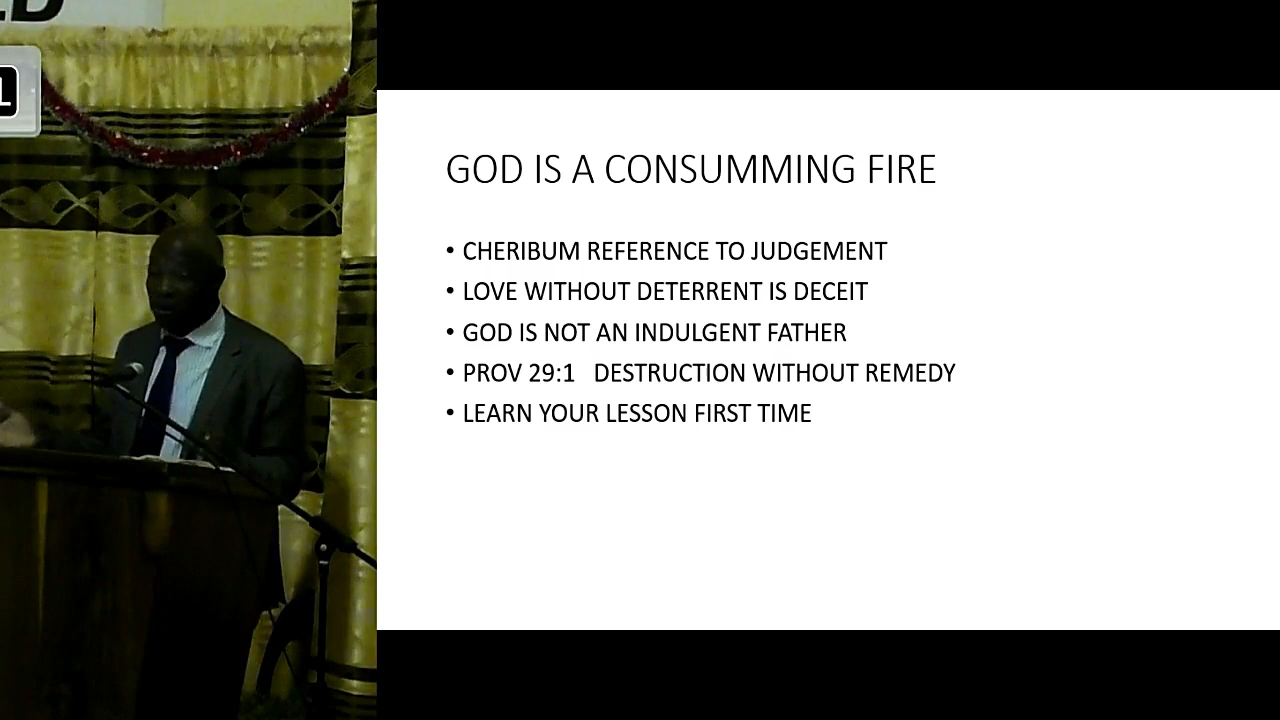 GOD IS A CONSUMMING FIRE
• CHERIBUM REFERENCE TO JUDGEMENT
• LOVE WITHOUT DETERRENT IS DECEIT
• GOD IS NOT AN INDULGENT FATHER
• PROV 29:1 DESTRUCTION WITHOUT REMEDY
• LEARN YOUR LESSON FIRST TIME